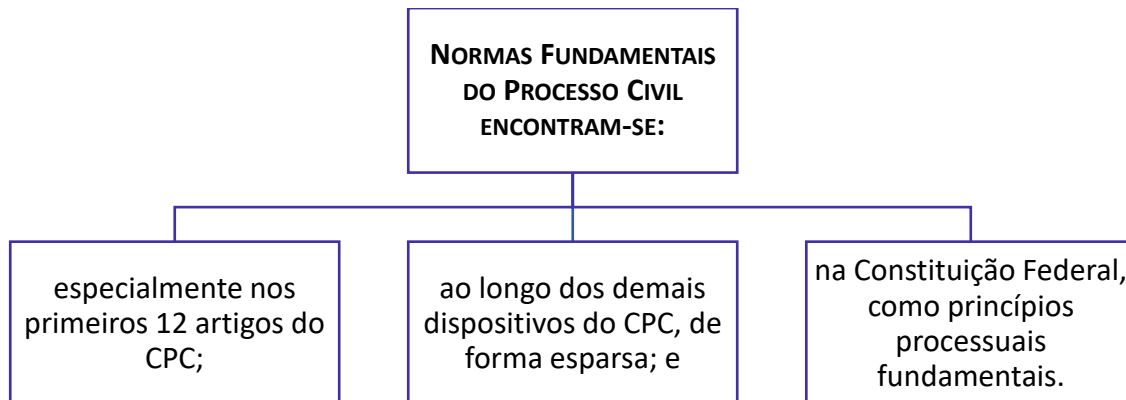 NORMAS FUNDAMENTAIS
DO PROCESSO CIVIL
ENCONTRAM-SE:
especialmente nos
primeiros 12 artigos do
CPC;
ao longo dos demais
dispositivos do CPC, de
forma esparsa; e
na Constituição Federal,
como princípios
processuais
fundamentais.